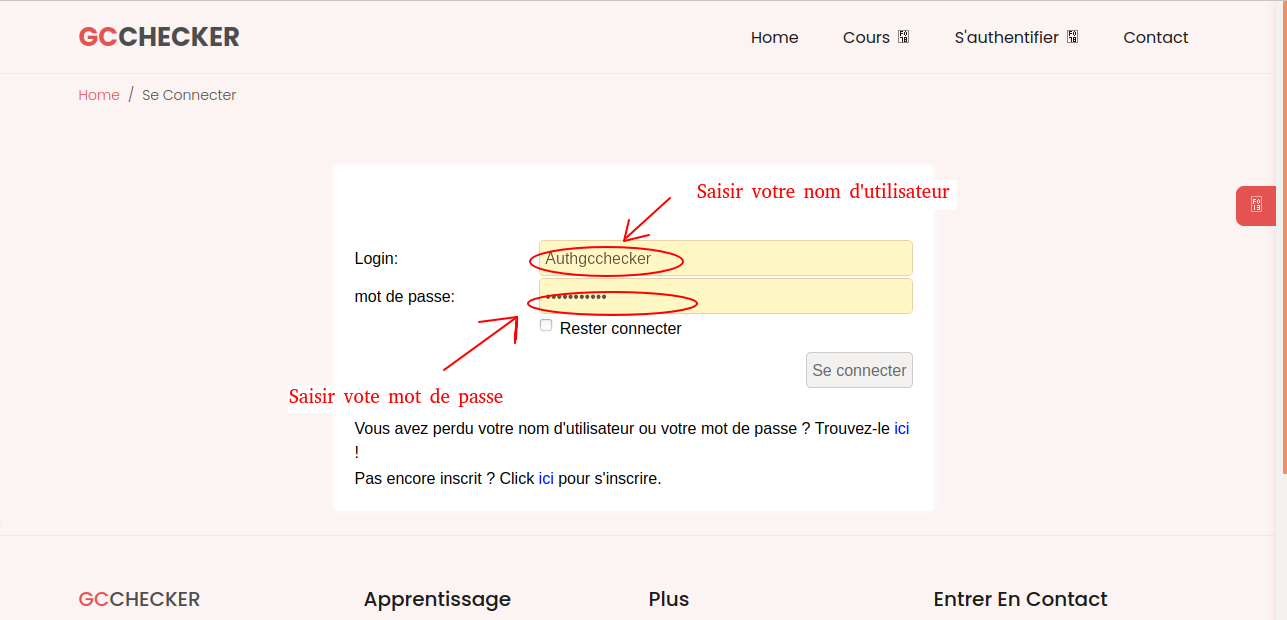 GCCHECKER
Home Cours S'authentifier Contact
Home / Se Connecter
Saisir votre nom d'utilisateur
Login: Authgcchecker
mot de passe: •••••••••••
Rester connecter
Se connecter
Saisir vote mot de passe
Vous avez perdu votre nom d'utilisateur ou votre mot de passe ? Trouvez-le ici
!
Pas encore inscrit ? Click ici pour s'inscrire.
GCCHECKER Apprentissage Plus Entrer En Contact